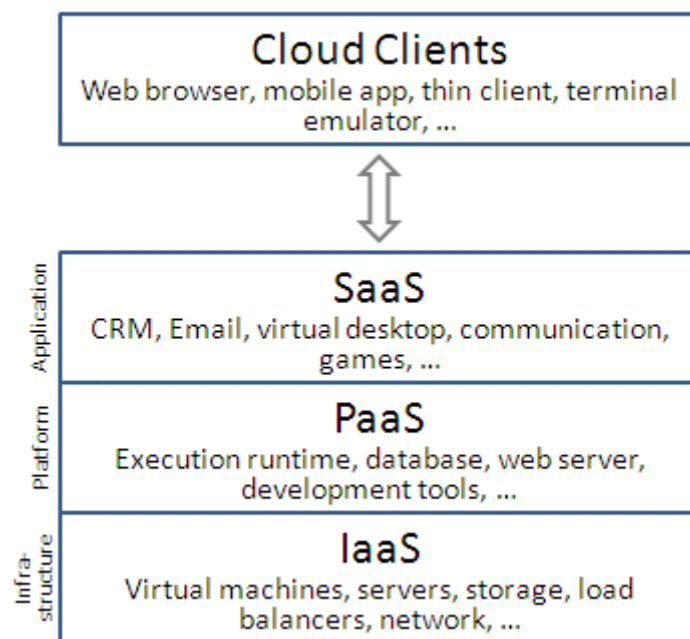 Cloud Clients
Web browser, mobile app, thin client, terminal
emulator, ...
Application
SaaS
CRM, Email, virtual desktop, communication,
games, ...
Platform
PaaS
Execution runtime, database, web server,
development tools, ...
Infra-
structure
IaaS
Virtual machines, servers, storage, load
balancers, network, ...